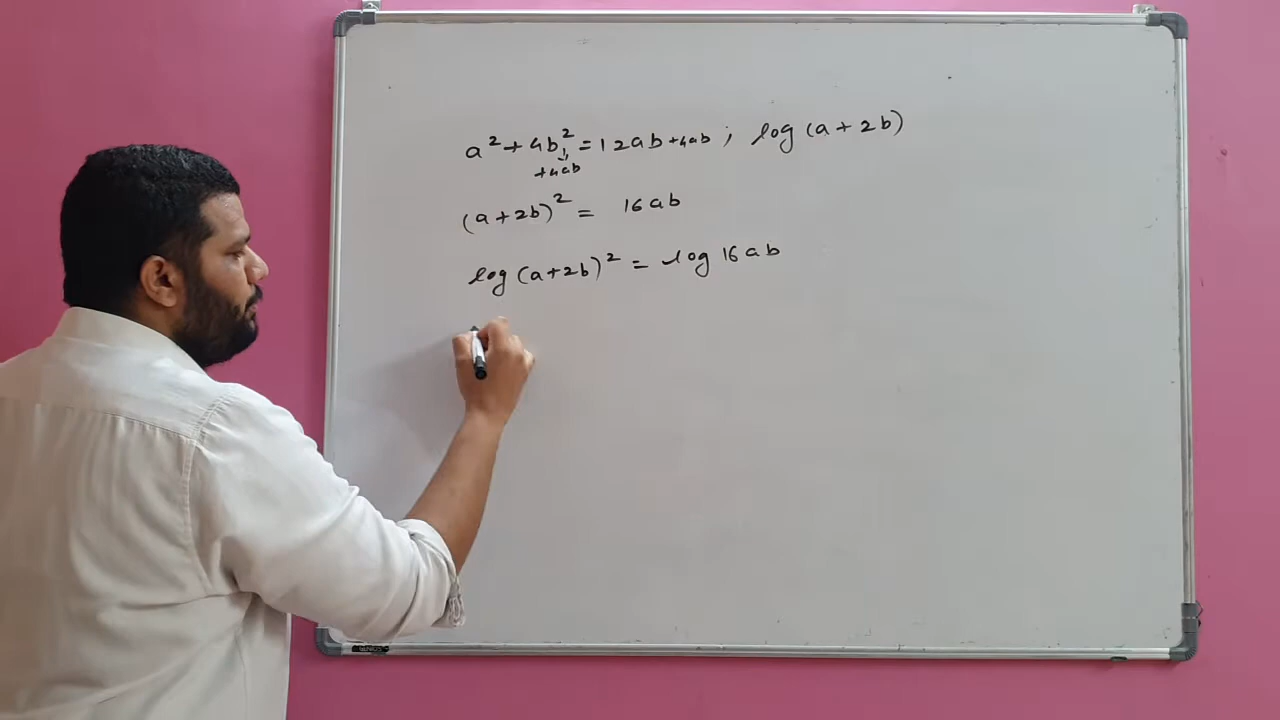 a² + 4b² = 12ab + 4ab ; log (a + 2b)
+4ab
(a + 2b)² = 16ab
log (a + 2b)² = log 16ab